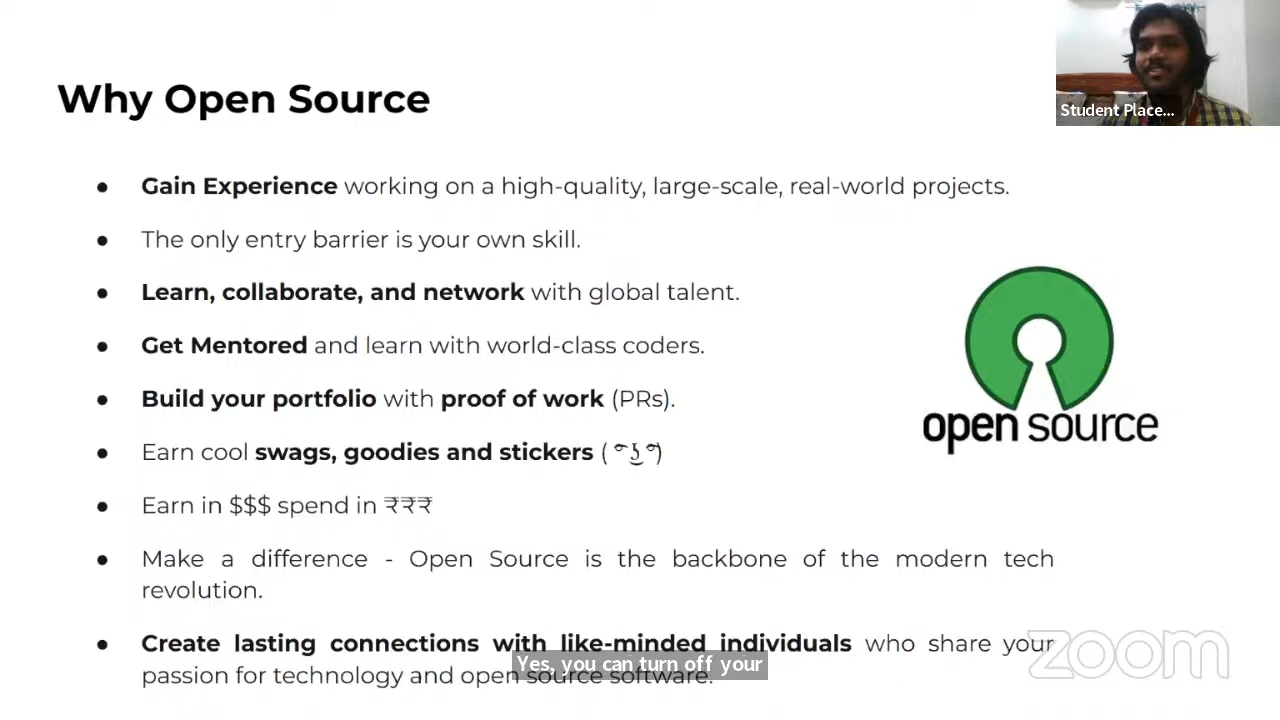 Why Open Source
Student Place...
● Gain Experience working on a high-quality, large-scale, real-world projects.
● The only entry barrier is your own skill.
● Learn, collaborate, and network with global talent.
● Get Mentored and learn with world-class coders.
● Build your portfolio with proof of work (PRs).
● Earn cool swags, goodies and stickers ( ͡° ͜ʖ ͡°)
● Earn in $$$ spend in ₹₹₹
● Make a difference - Open Source is the backbone of the modern tech
revolution.
● Create lasting connections with like-minded individuals who share your
passion for technology and open source software.
open source
Yes, you can turn off your
zoom